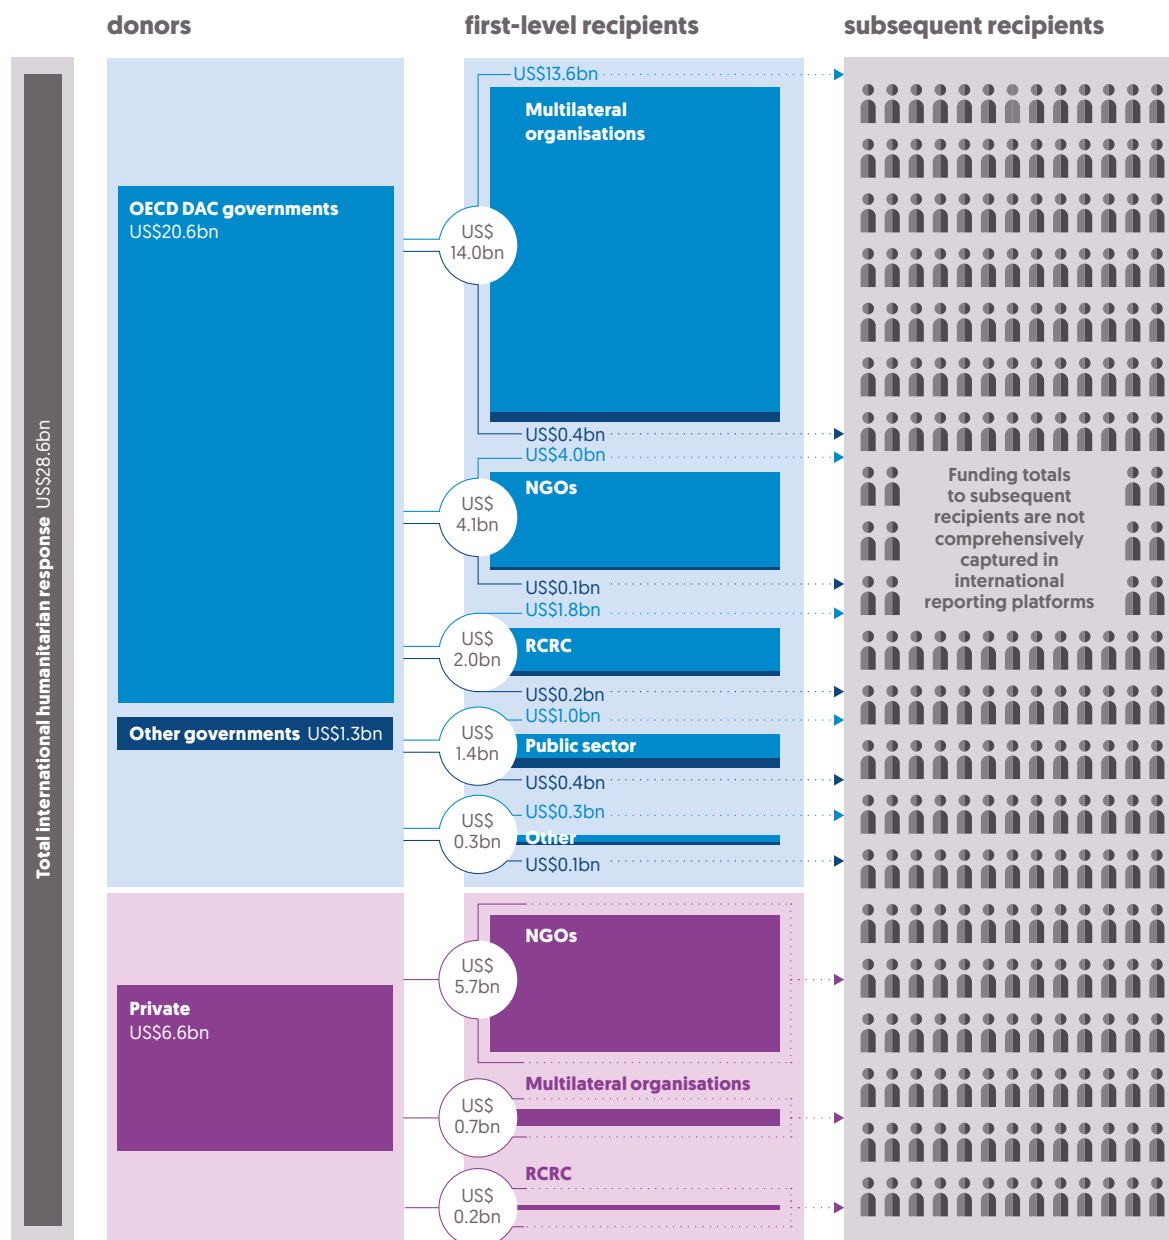 donors
first-level recipients
subsequent recipients
Total international humanitarian response US$28.6bn
OECD DAC governments
US$20.6bn
Other governments US$1.3bn
US$13.6bn
Multilateral
organisations
US$
14.0bn
US$0.4bn
US$4.0bn
NGOs
US$
4.1bn
US$0.1bn
US$1.8bn
RCRC
US$
2.0bn
US$0.2bn
US$1.0bn
Public sector
US$
1.4bn
US$0.4bn
US$0.3bn
Other
US$
0.3bn
US$0.1bn
Funding totals
to subsequent
recipients are not
comprehensively
captured in
international
reporting platforms
Private
US$6.6bn
NGOs
US$
5.7bn
Multilateral organisations
US$
0.7bn
RCRC
US$
0.2bn